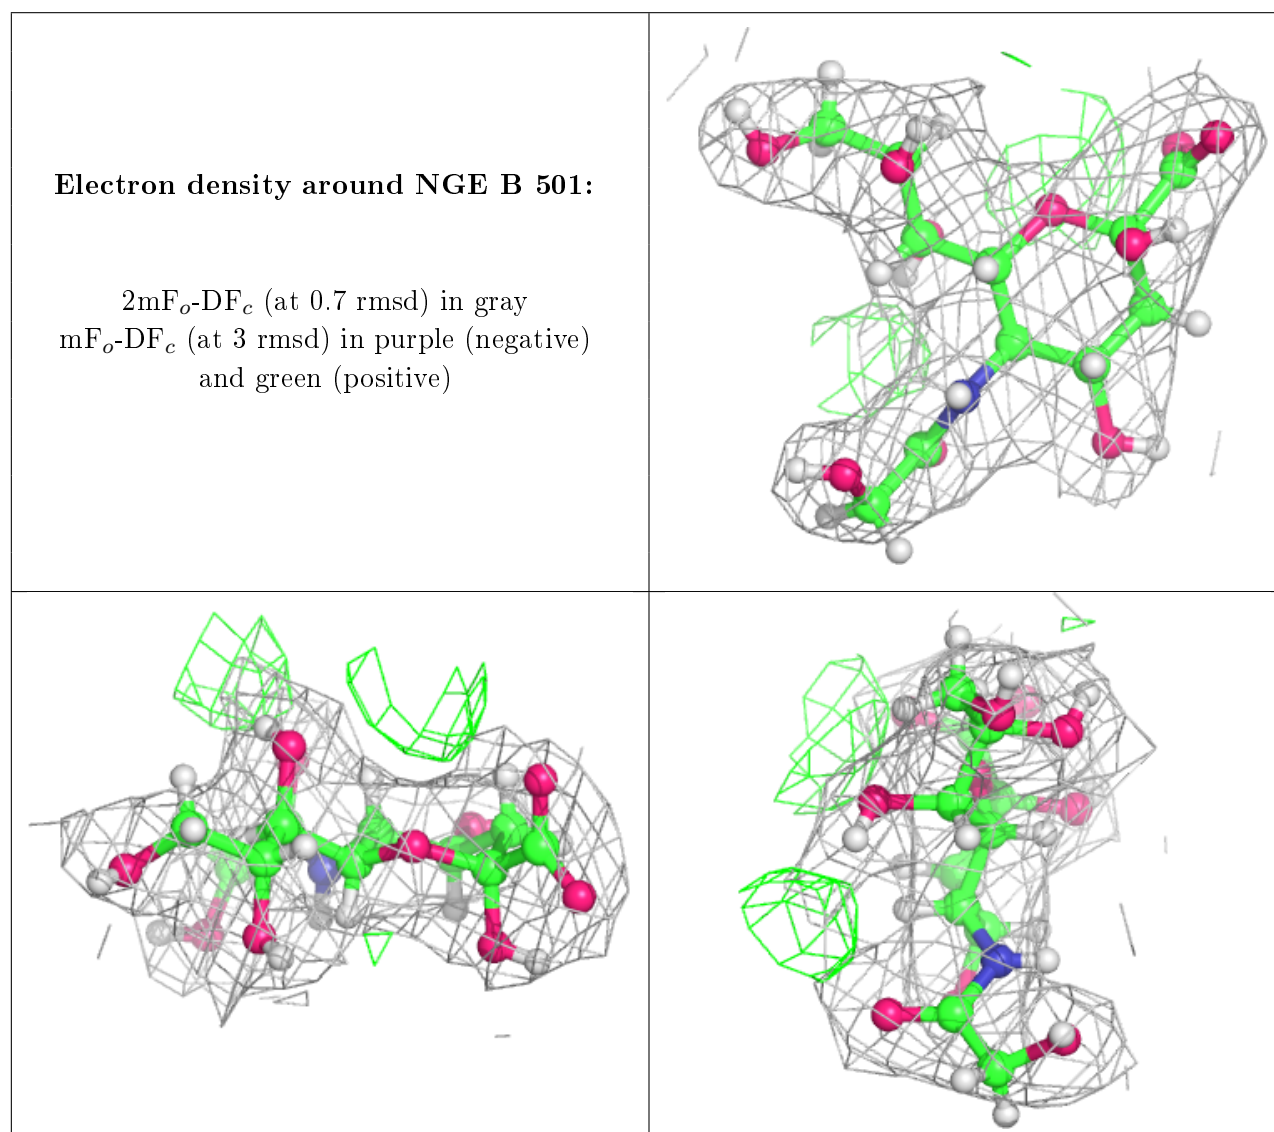 Electron density around NGE B 501:
2mFo-DFc (at 0.7 rmsd) in gray
mFo-DFc (at 3 rmsd) in purple (negative)
and green (positive)